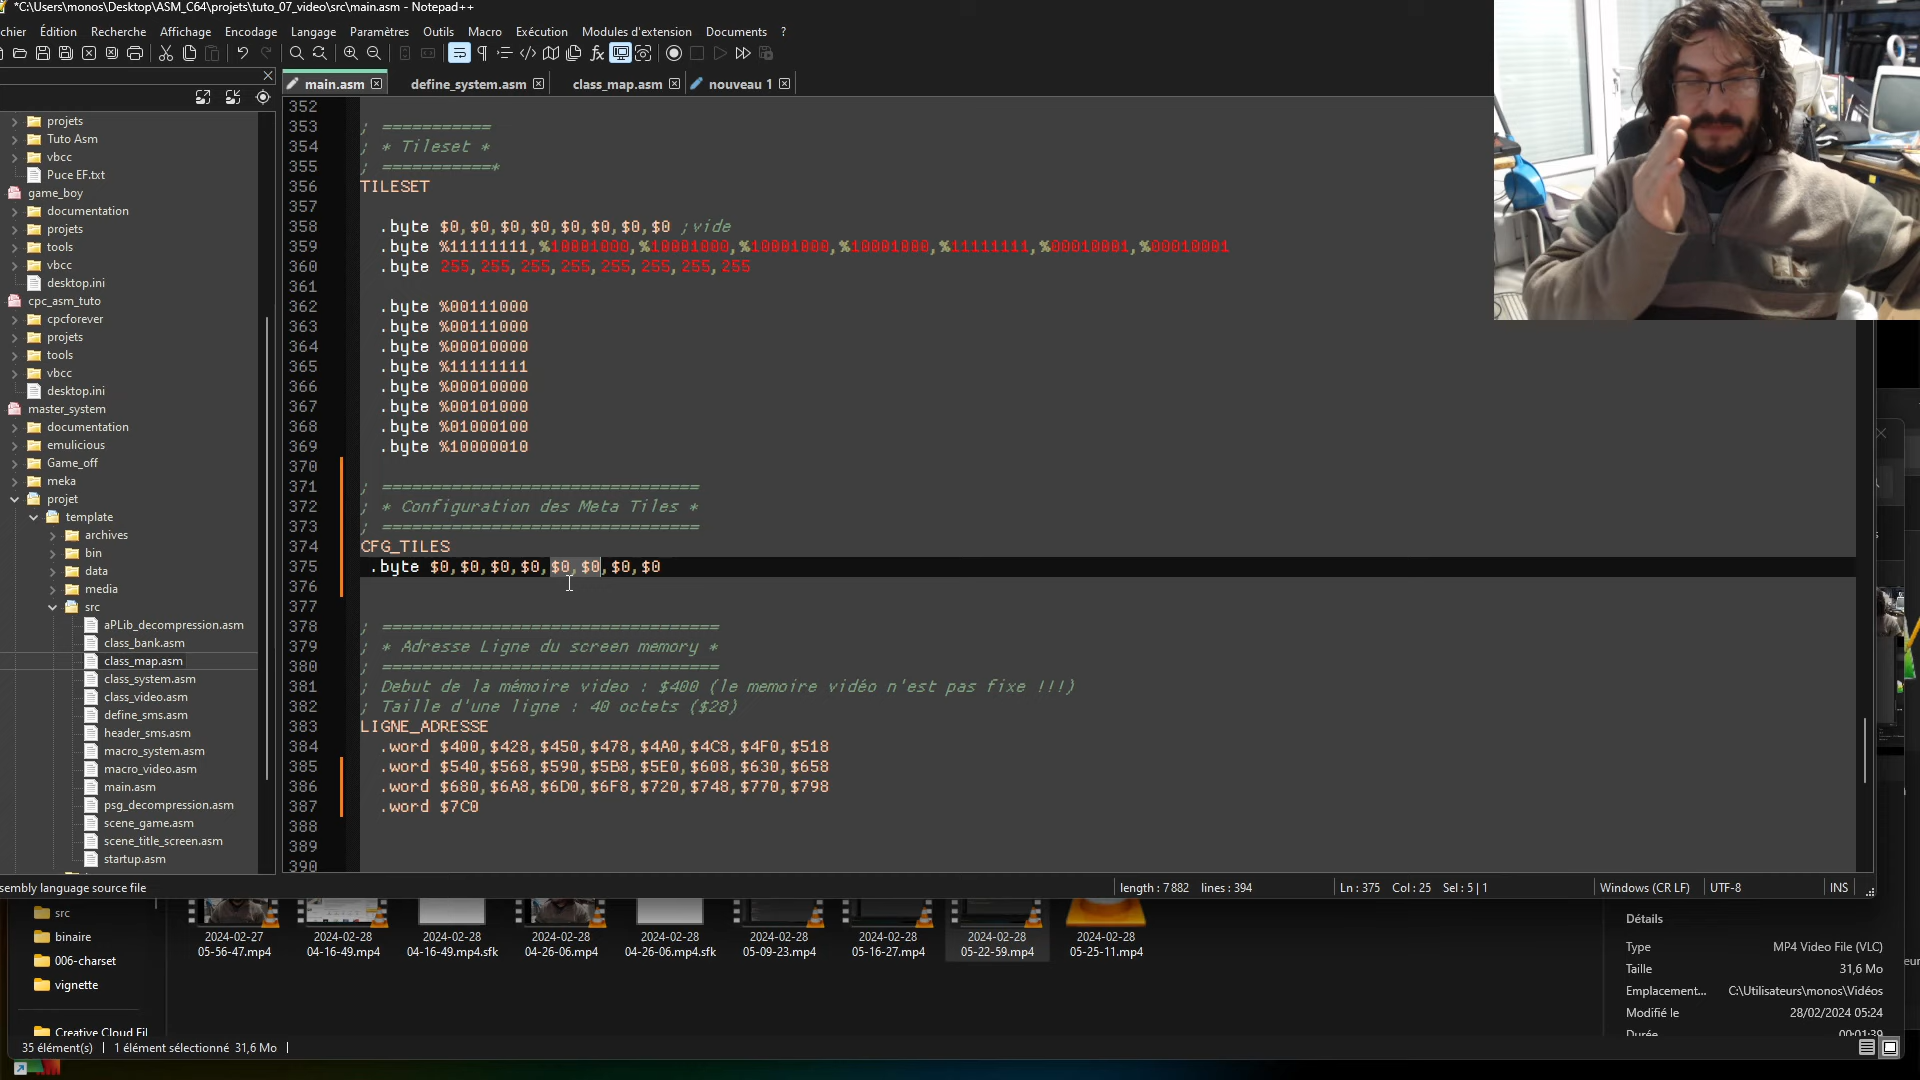 *C:\Users\monos\Desktop\ASM_C64\projets\tuto_07_video\src\main.asm - Notepad++
chier Édition Recherche Affichage Encodage Langage Paramètres Outils Macro Exécution Modules d'extension Documents ?
main.asm define_system.asm class_map.asm nouveau 1
projets
Tuto Asm
vbcc
Puce EF.txt
game_boy
documentation
projets
tools
vbcc
desktop.ini
cpc_asm_tuto
cpcforever
projets
tools
vbcc
desktop.ini
master_system
documentation
emulicious
Game_off
meka
projet
template
archives
bin
data
media
src
aPLib_decompression.asm
class_bank.asm
class_map.asm
class_system.asm
class_video.asm
define_sms.asm
header_sms.asm
macro_system.asm
macro_video.asm
main.asm
psg_decompression.asm
scene_game.asm
scene_title_screen.asm
startup.asm
352
353 ; ===========
354 ; * Tileset *
355 ; ===========*
356 TILESET
357
358 .byte $0,$0,$0,$0,$0,$0,$0,$0 ;vide
359 .byte %11111111,%10001000,%10001000,%10001000,%10001000,%11111111,%00010001,%00010001
360 .byte 255,255,255,255,255,255,255,255
361
362 .byte %00111000
363 .byte %00111000
364 .byte %00010000
365 .byte %11111111
366 .byte %00010000
367 .byte %00101000
368 .byte %01000100
369 .byte %10000010
370
371 ; ================================
372 ; * Configuration des Meta Tiles *
373 ; ================================
374 CFG_TILES
375 .byte $0,$0,$0,$0,$0,$0,$0,$0
376
377
378 ; ==================================
379 ; * Adresse Ligne du screen memory *
380 ; ==================================
381 ; Debut de la mémoire video : $400 (le memoire vidéo n'est pas fixe !!!)
382 ; Taille d'une ligne : 40 octets ($28)
383 LIGNE_ADRESSE
384 .word $400,$428,$450,$478,$4A0,$4C8,$4F0,$518
385 .word $540,$568,$590,$5B8,$5E0,$608,$630,$658
386 .word $680,$6A8,$6D0,$6F8,$720,$748,$770,$798
387 .word $7C0
388
389
390
sembly language source file length : 7 882 lines : 394 Ln : 375 Col : 25 Sel : 5 | 1 Windows (CR LF) UTF-8 INS
src
binaire
006-charset
vignette
Creative Cloud Fil
2024-02-27
05-56-47.mp4
2024-02-28
04-16-49.mp4
2024-02-28
04-16-49.mp4.sfk
2024-02-28
04-26-06.mp4
2024-02-28
04-26-06.mp4.sfk
2024-02-28
05-09-23.mp4
2024-02-28
05-16-27.mp4
2024-02-28
05-22-59.mp4
2024-02-28
05-25-11.mp4
Détails
Type MP4 Video File (VLC)
Taille 31,6 Mo
Emplacement... C:\Utilisateurs\monos\Vidéos
Modifié le 28/02/2024 05:24
Durée 00:01:39
35 élément(s) 1 élément sélectionné 31,6 Mo